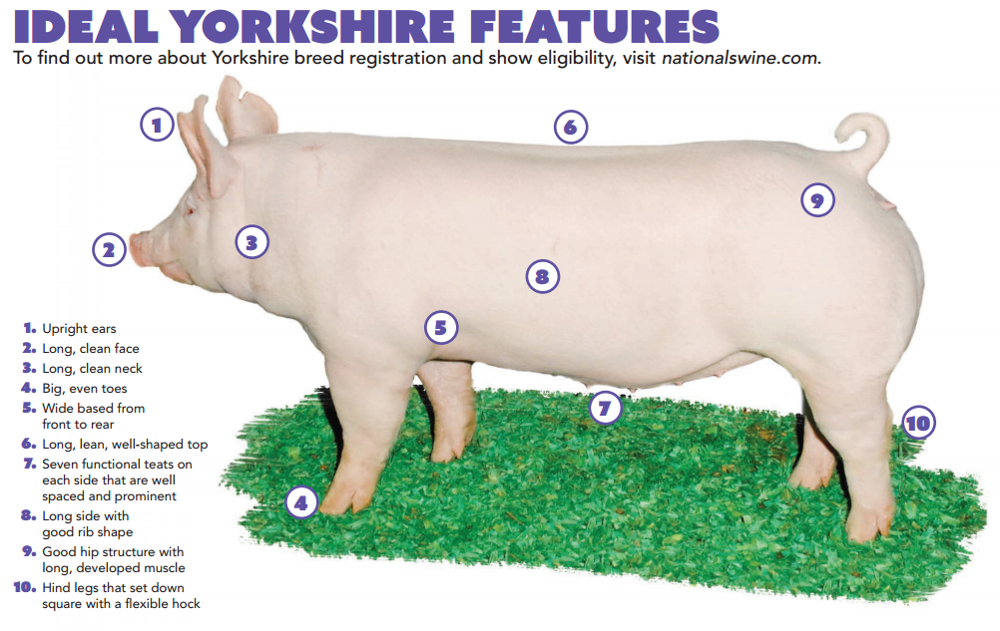 IDEAL YORKSHIRE FEATURES
To find out more about Yorkshire breed registration and show eligibility, visit nationalswine.com.
1
2
3
4
5
6
7
8
9
10
1. Upright ears
2. Long, clean face
3. Long, clean neck
4. Big, even toes
5. Wide based from
front to rear
6. Long, lean, well-shaped top
7. Seven functional teats on
each side that are well
spaced and prominent
8. Long side with
good rib shape
9. Good hip structure with
long, developed muscle
10. Hind legs that set down
square with a flexible hock